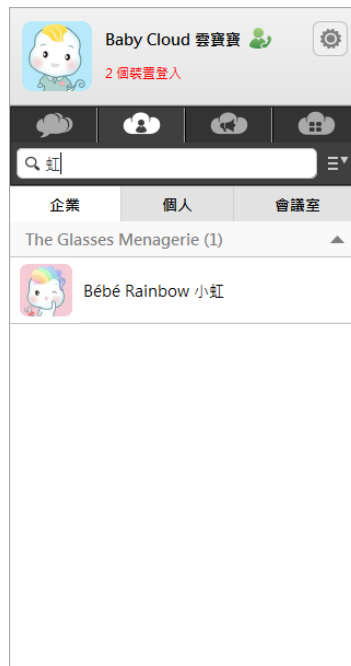 Baby Cloud 雲寶寶
2 個裝置登入
虹
企業 個人 會議室
The Glasses Menagerie (1)
Bébé Rainbow 小虹